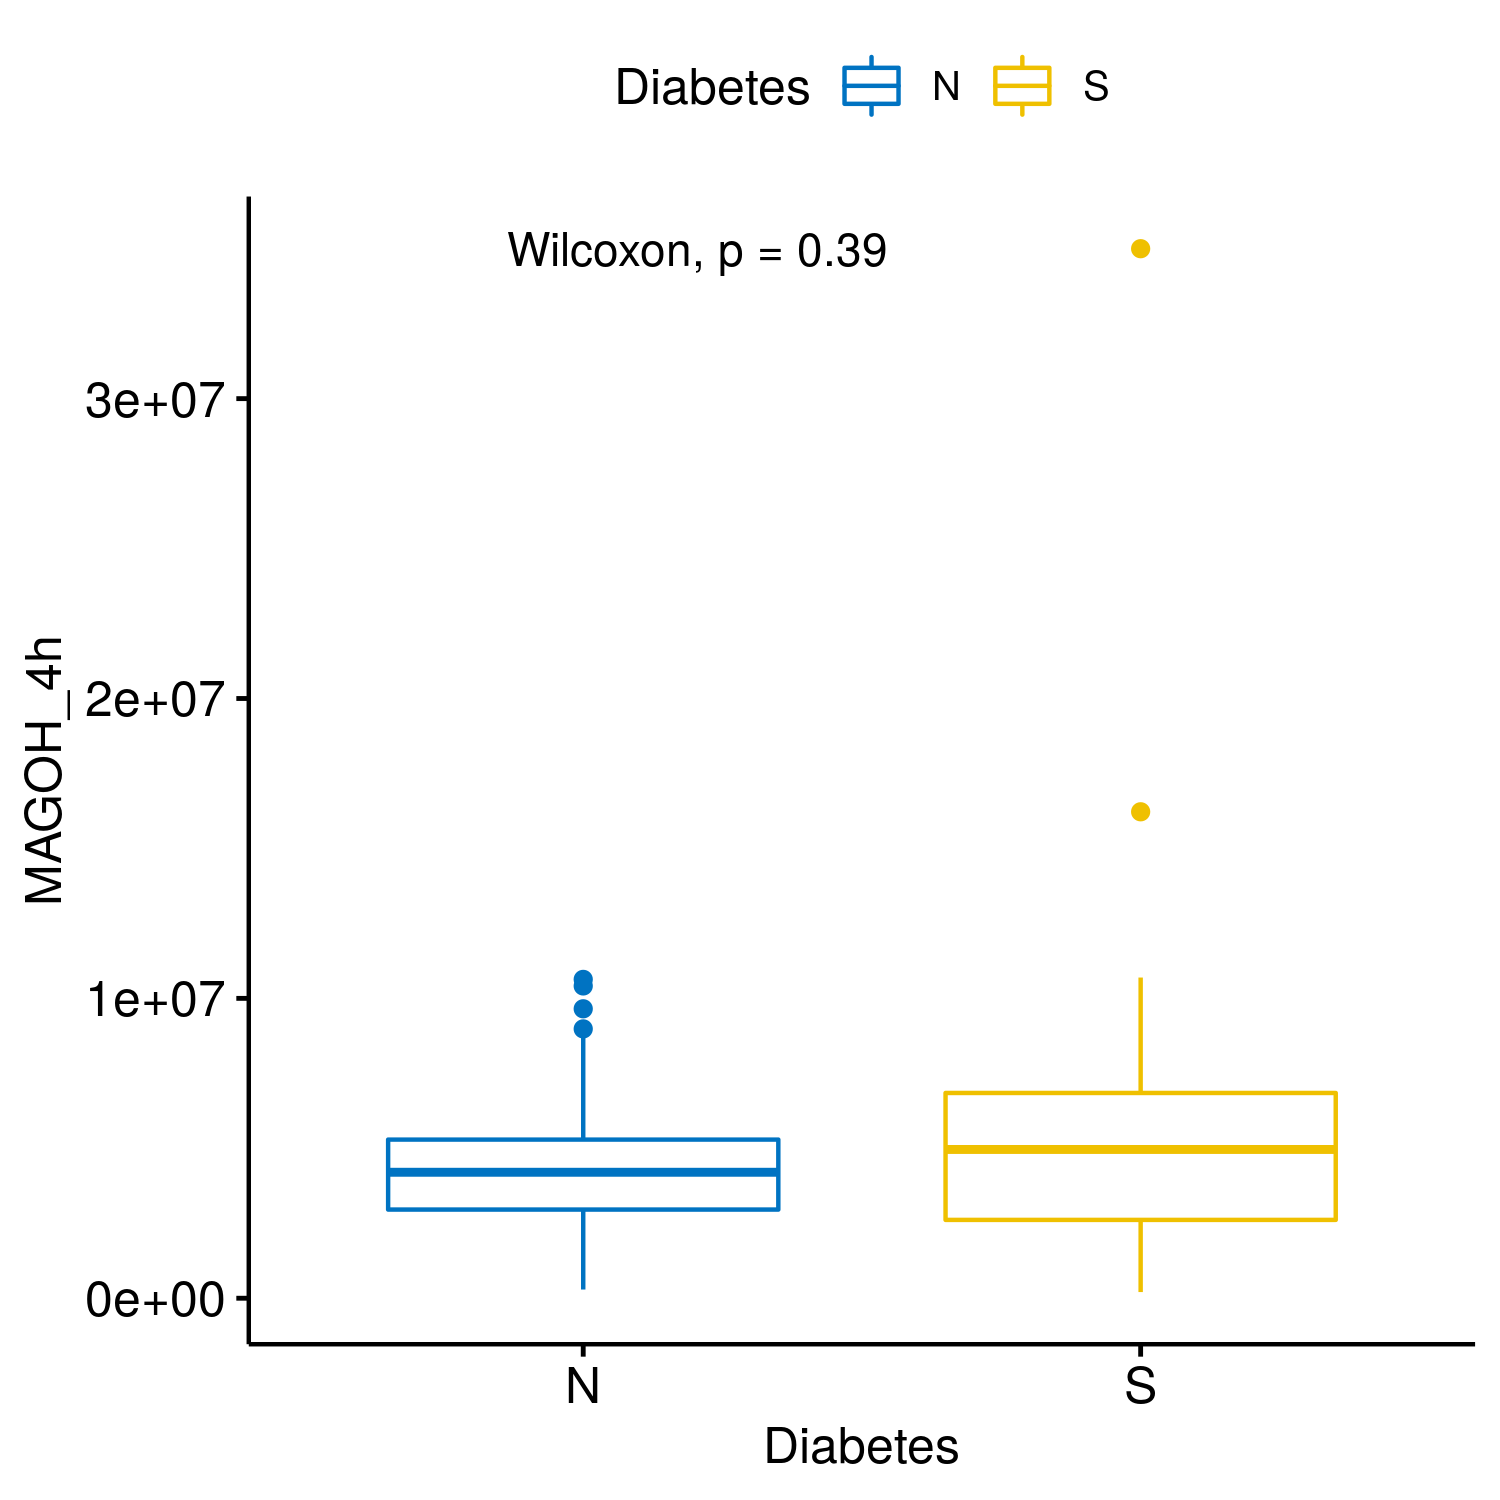 Diabetes N S
Wilcoxon, p = 0.39
MAGOH_4h
3e+07
2e+07
1e+07
0e+00
N S
Diabetes